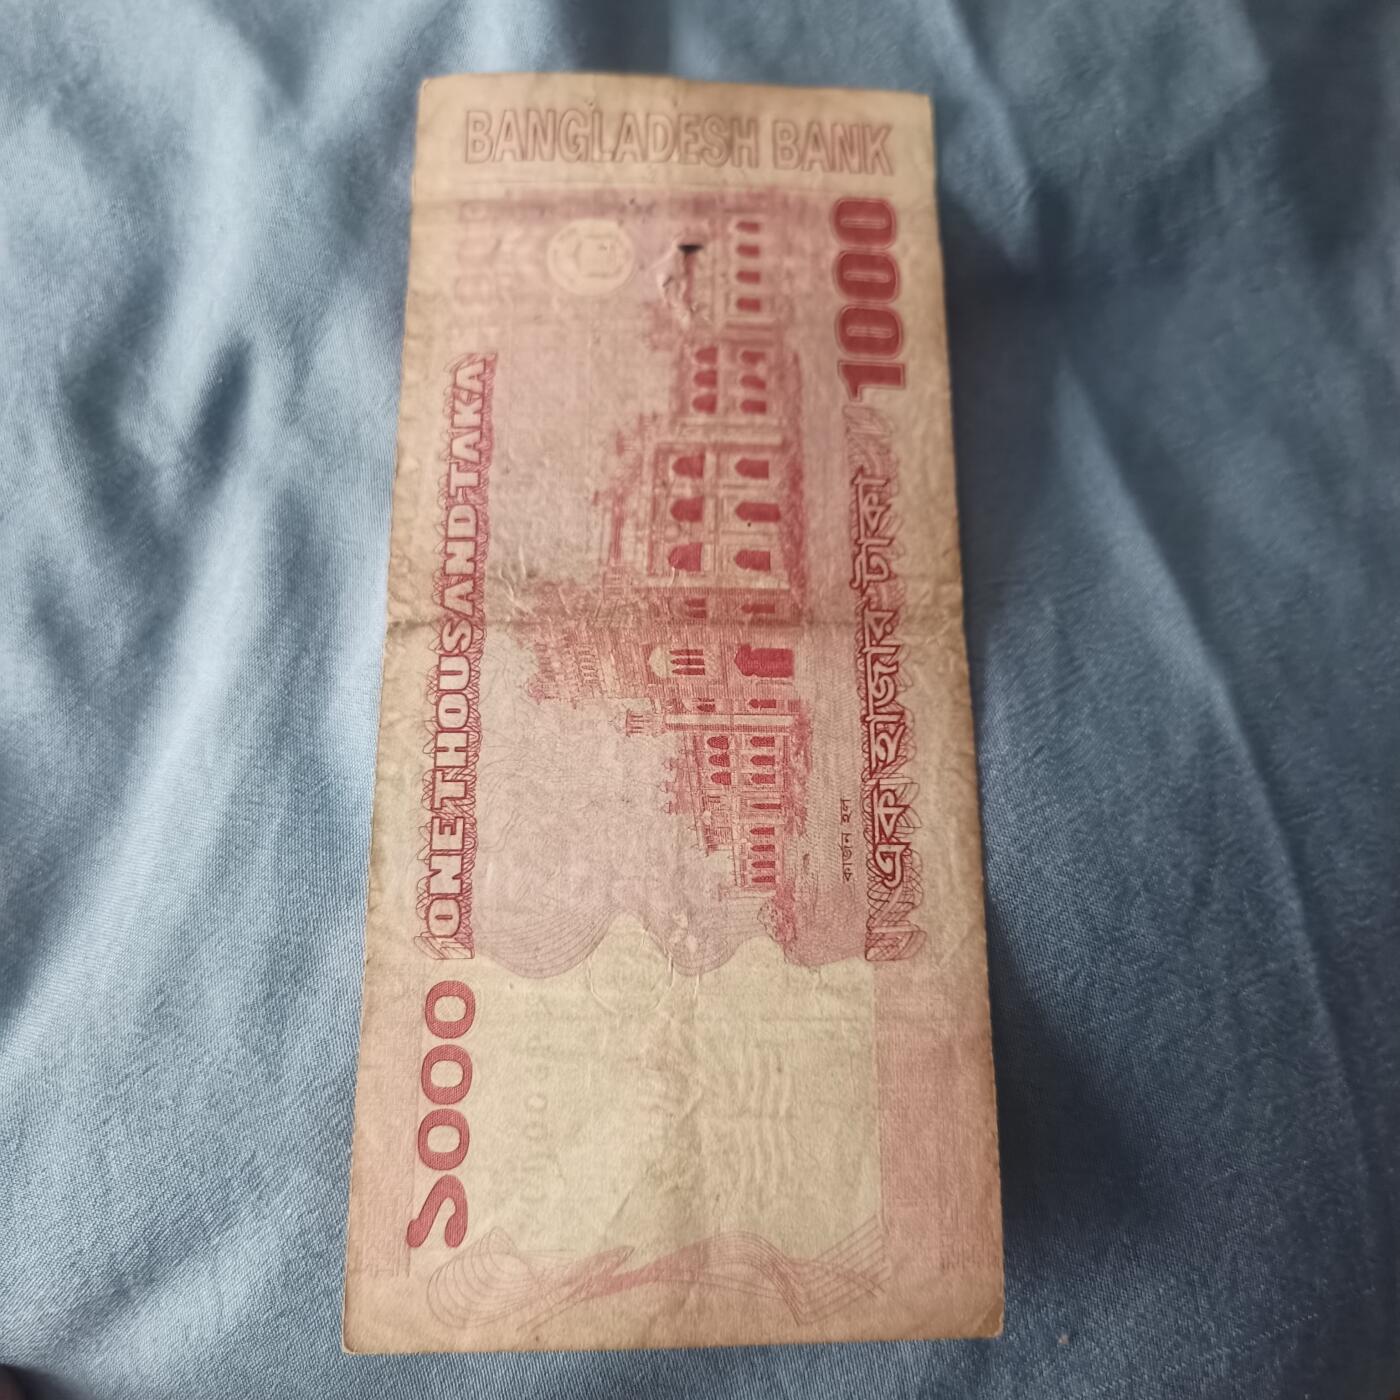 BANGLADESH BANK
1000
ONE THOUSAND TAKA
এক হাজার টাকা
কার্জন হল
১০০০